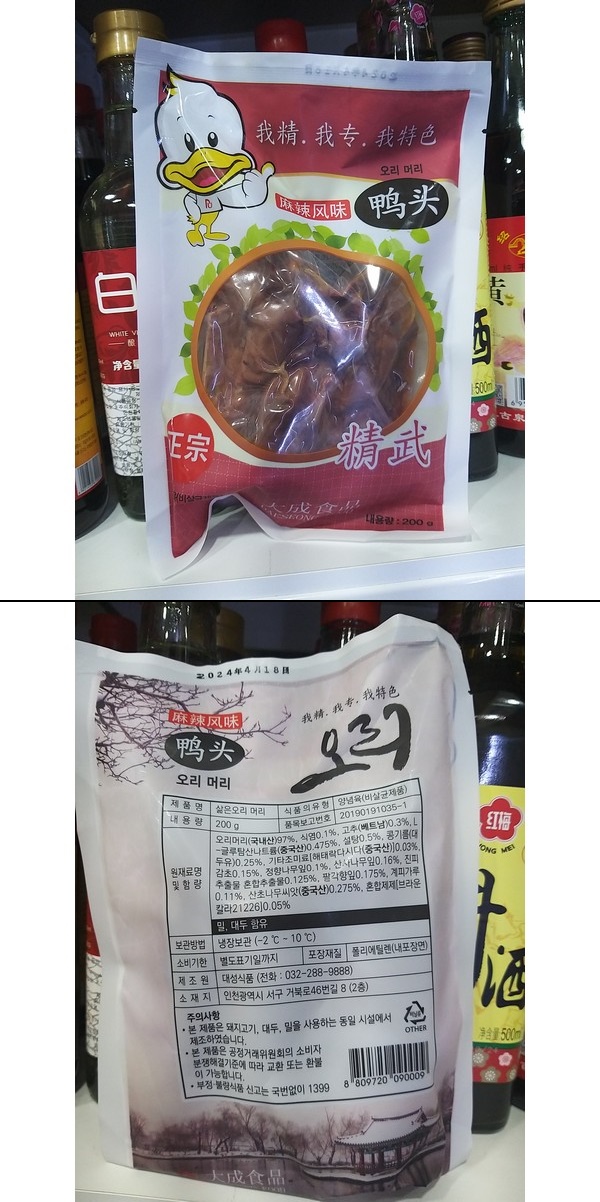 我精.我专.我特色
오리 머리
麻辣风味
鸭头
白
WHITE
净含量
500ml
正宗
精武
大成食品
내용량 : 200 g
2024年4月18日
我精.我专.我特色
麻辣风味
鸭头
오리
오리 머리
제 품 명 삶은오리 머리 식품의유형 양념육(비살균제품)
내 용 량 200 g 품목보고번호 20190191035-1
원재료명 및 함량
오리머리(국내산)97%, 식염0.1%, 고추(베트남)0.3%, L
-글루탐산나트륨(중국산)0.475%, 설탕0.5%, 콩기름(대
두유)0.25%, 기타조미료[해태락다시다(중국산)]0.03%,
감초0.15%, 정향나무잎0.1%, 산사나무잎0.16%, 진피
추출물 혼합추출물0.125%, 팔각향잎0.175%, 계피가루
0.11%, 산초나무씨앗(중국산)0.275%, 혼합제제[브라운
칼라21226]0.05%
밀, 대두 함유
보관방법 냉장보관 (-2 ℃ ~ 10 ℃)
소비기한 별도표기일까지 포장재질 폴리에틸렌(내포장면)
제 조 원 대성식품 (전화 : 032-288-9888)
소 재 지 인천광역시 서구 거북로46번길 8 (2층)
주의사항
• 본 제품은 돼지고기, 대두, 밀을 사용하는 동일 시설에서
제조하였습니다.
• 본 제품은 공정거래위원회의 소비자
분쟁해결기준에 따라 교환 또는 환불
이 가능합니다.
• 부정·불량식품 신고는 국번없이 1399
OTHER
8 809720 090009
大成食品
酒
净含量 500ml